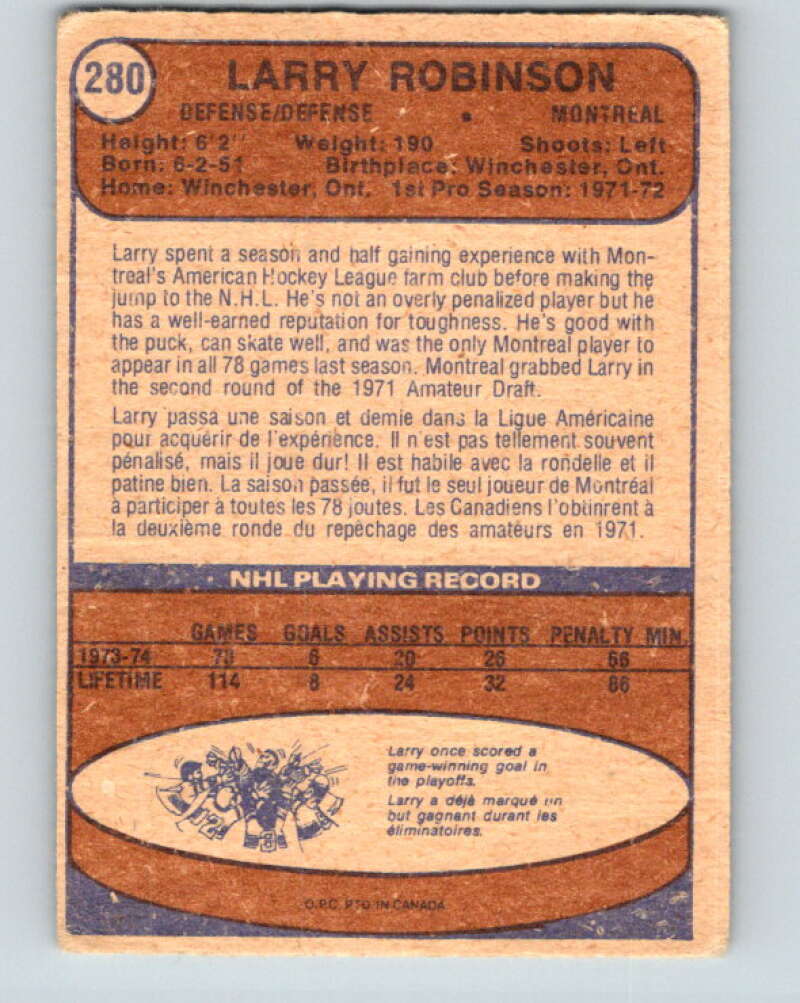 280
LARRY ROBINSON
DEFENSE/DEFENSE • MONTREAL
Height: 6'2" Weight: 190 Shoots: Left
Born: 6-2-51 Birthplace: Winchester, Ont.
Home: Winchester, Ont. 1st Pro Season: 1971-72
Larry spent a season and half gaining experience with Mon-
treal's American Hockey League farm club before making the
jump to the N.H.L. He's not an overly penalized player but he
has a well-earned reputation for toughness. He's good with
the puck, can skate well, and was the only Montreal player to
appear in all 78 games last season. Montreal grabbed Larry in
the second round of the 1971 Amateur Draft.
Larry passa une saison et demie dans la Ligue Américaine
pour acquérir de l'expérience. Il n'est pas tellement souvent
pénalisé, mais il joue dur! Il est habile avec la rondelle et il
patine bien. La saison passée, il fut le seul joueur de Montréal
à participer à toutes les 78 joutes. Les Canadiens l'obtinrent à
la deuxième ronde du repêchage des amatéurs en 1971.
NHL PLAYING RECORD
GAMES GOALS ASSISTS POINTS PENALTY MIN.
1973-74 78 6 20 26 66
LIFETIME 114 8 24 32 86
Larry once scored a
game-winning goal in
the playoffs.
Larry a déjà marqué un
but gagnant durant les
éliminatoires.
O.P.C. PTD IN CANADA